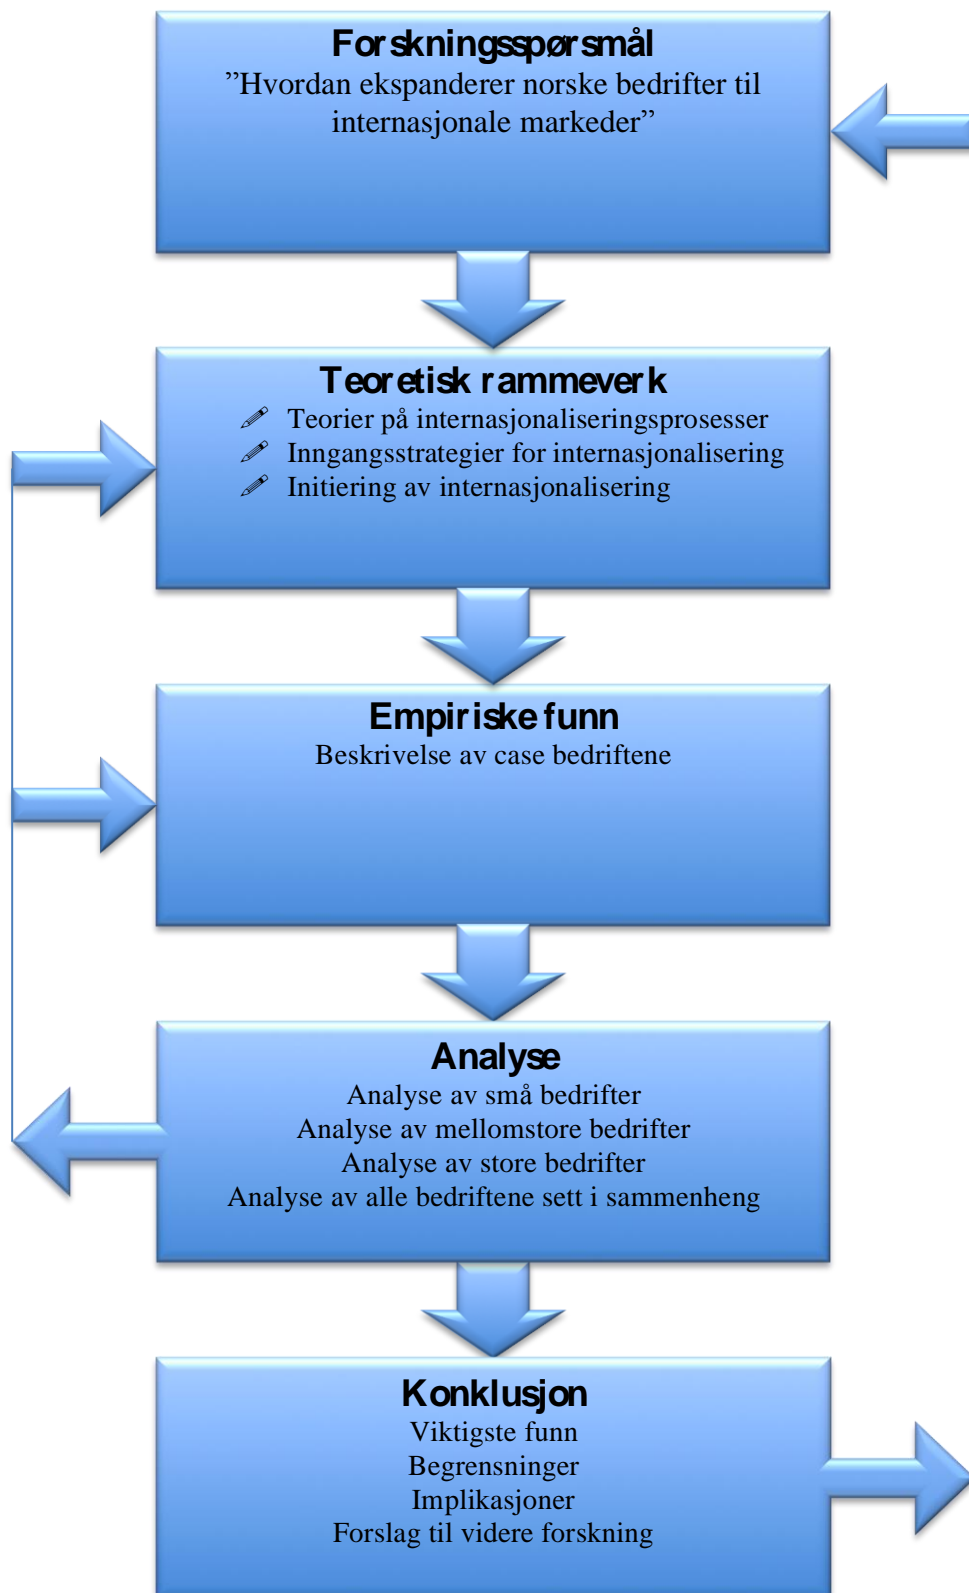 Forskningsspørsmål
”Hvordan ekspanderer norske bedrifter til
internasjonale markeder”
Teoretisk rammeverk
Teorier på internasjonaliseringsprosesser
Inngangsstrategier for internasjonalisering
Initiering av internasjonalisering
Empiriske funn
Beskrivelse av case bedriftene
Analyse
Analyse av små bedrifter
Analyse av mellomstore bedrifter
Analyse av store bedrifter
Analyse av alle bedriftene sett i sammenheng
Konklusjon
Viktigste funn
Begrensninger
Implikasjoner
Forslag til videre forskning